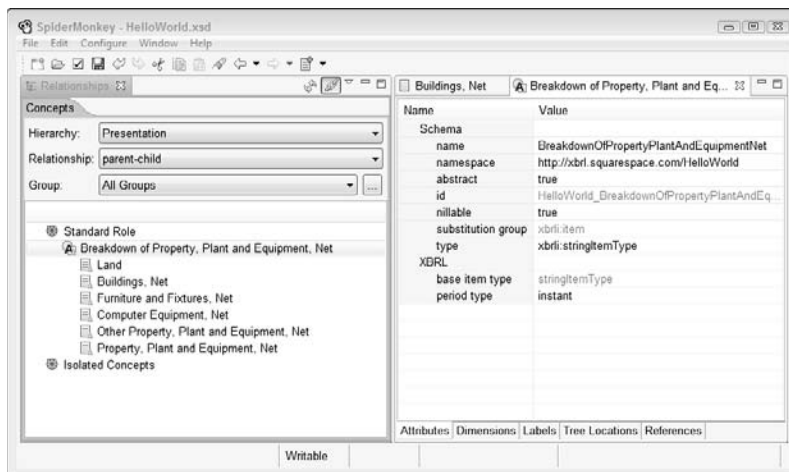 SpiderMonkey - HelloWorld.xsd
File Edit Configure Window Help
Relationships
Concepts
Hierarchy: Presentation
Relationship: parent-child
Group: All Groups ...
Standard Role
A Breakdown of Property, Plant and Equipment, Net
Land
Buildings, Net
Furniture and Fixtures, Net
Computer Equipment, Net
Other Property, Plant and Equipment, Net
Property, Plant and Equipment, Net
Isolated Concepts
Buildings, Net
A Breakdown of Property, Plant and Eq...
Name Value
Schema
name BreakdownOfPropertyPlantAndEquipmentNet
namespace http://xbrl.squarespace.com/HelloWorld
abstract true
id HelloWorld_BreakdownOfPropertyPlantAndEq
nillable true
substitution group xbrli:item
type xbrli:stringItemType
XBRL
base item type stringItemType
period type instant
Attributes Dimensions Labels Tree Locations References
Writable